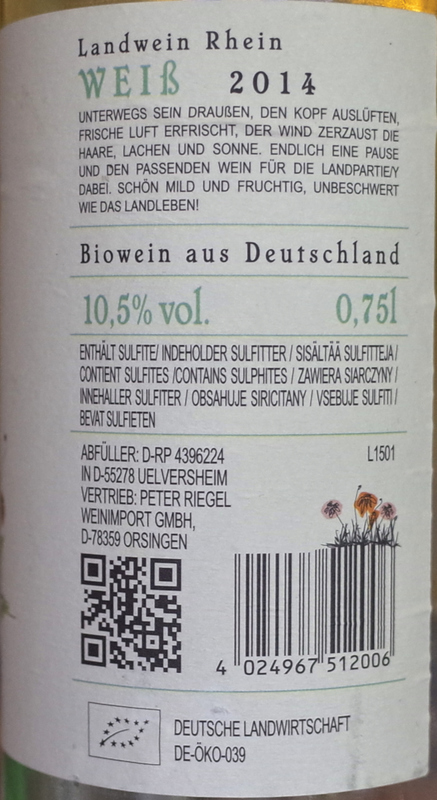 Landwein Rhein
WEIß 2014
UNTERWEGS SEIN DRAUßEN, DEN KOPF AUSLÜFTEN,
FRISCHE LUFT ERFRISCHT, DER WIND ZERZAUST DIE
HAARE, LACHEN UND SONNE. ENDLICH EINE PAUSE
UND DEN PASSENDEN WEIN FÜR DIE LANDPARTIE/Y
DABEI. SCHÖN MILD UND FRUCHTIG, UNBESCHWERT
WIE DAS LANDLEBEN!
Biowein aus Deutschland
10,5% vol. 0,75l
ENTHÄLT SULFITE/ INDEHOLDER SULFITTER / SISÄLTÄÄ SULFITTEJA /
CONTIENT SULFITES /CONTAINS SULPHITES / ZAWIERA SIARCZYNY /
INNEHALLER SULFITER / OBSAHUJE SIRICITANY / VSEBUJE SULFITI /
BEVAT SULFIETEN
ABFÜLLER: D-RP 4396224 L1501
IN D-55278 UELVERSHEIM
VERTRIEB: PETER RIEGEL
WEINIMPORT GMBH,
D-78359 ORSINGEN
4 024967 512006
DEUTSCHE LANDWIRTSCHAFT
DE-ÖKO-039